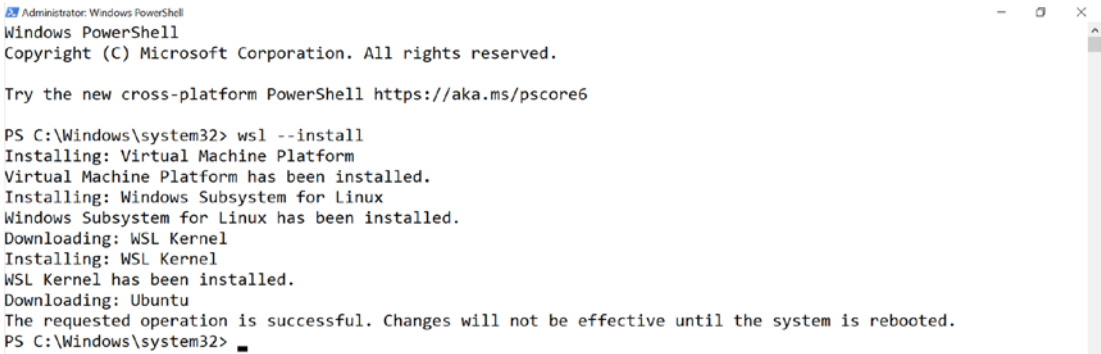 Administrator: Windows PowerShell
Windows PowerShell
Copyright (C) Microsoft Corporation. All rights reserved.
Try the new cross-platform PowerShell https://aka.ms/pscore6
PS C:\Windows\system32> wsl --install
Installing: Virtual Machine Platform
Virtual Machine Platform has been installed.
Installing: Windows Subsystem for Linux
Windows Subsystem for Linux has been installed.
Downloading: WSL Kernel
Installing: WSL Kernel
WSL Kernel has been installed.
Downloading: Ubuntu
The requested operation is successful. Changes will not be effective until the system is rebooted.
PS C:\Windows\system32>